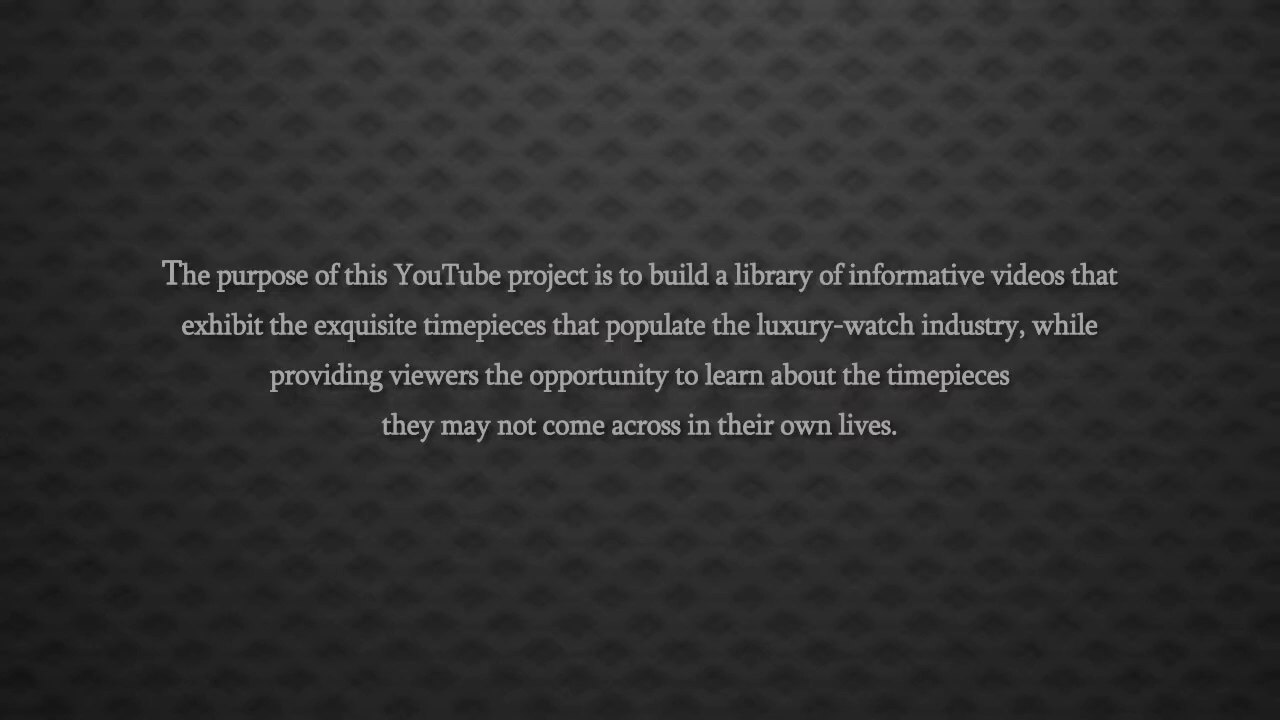 The purpose of this YouTube project is to build a library of informative videos that
exhibit the exquisite timepieces that populate the luxury-watch industry, while
providing viewers the opportunity to learn about the timepieces
they may not come across in their own lives.